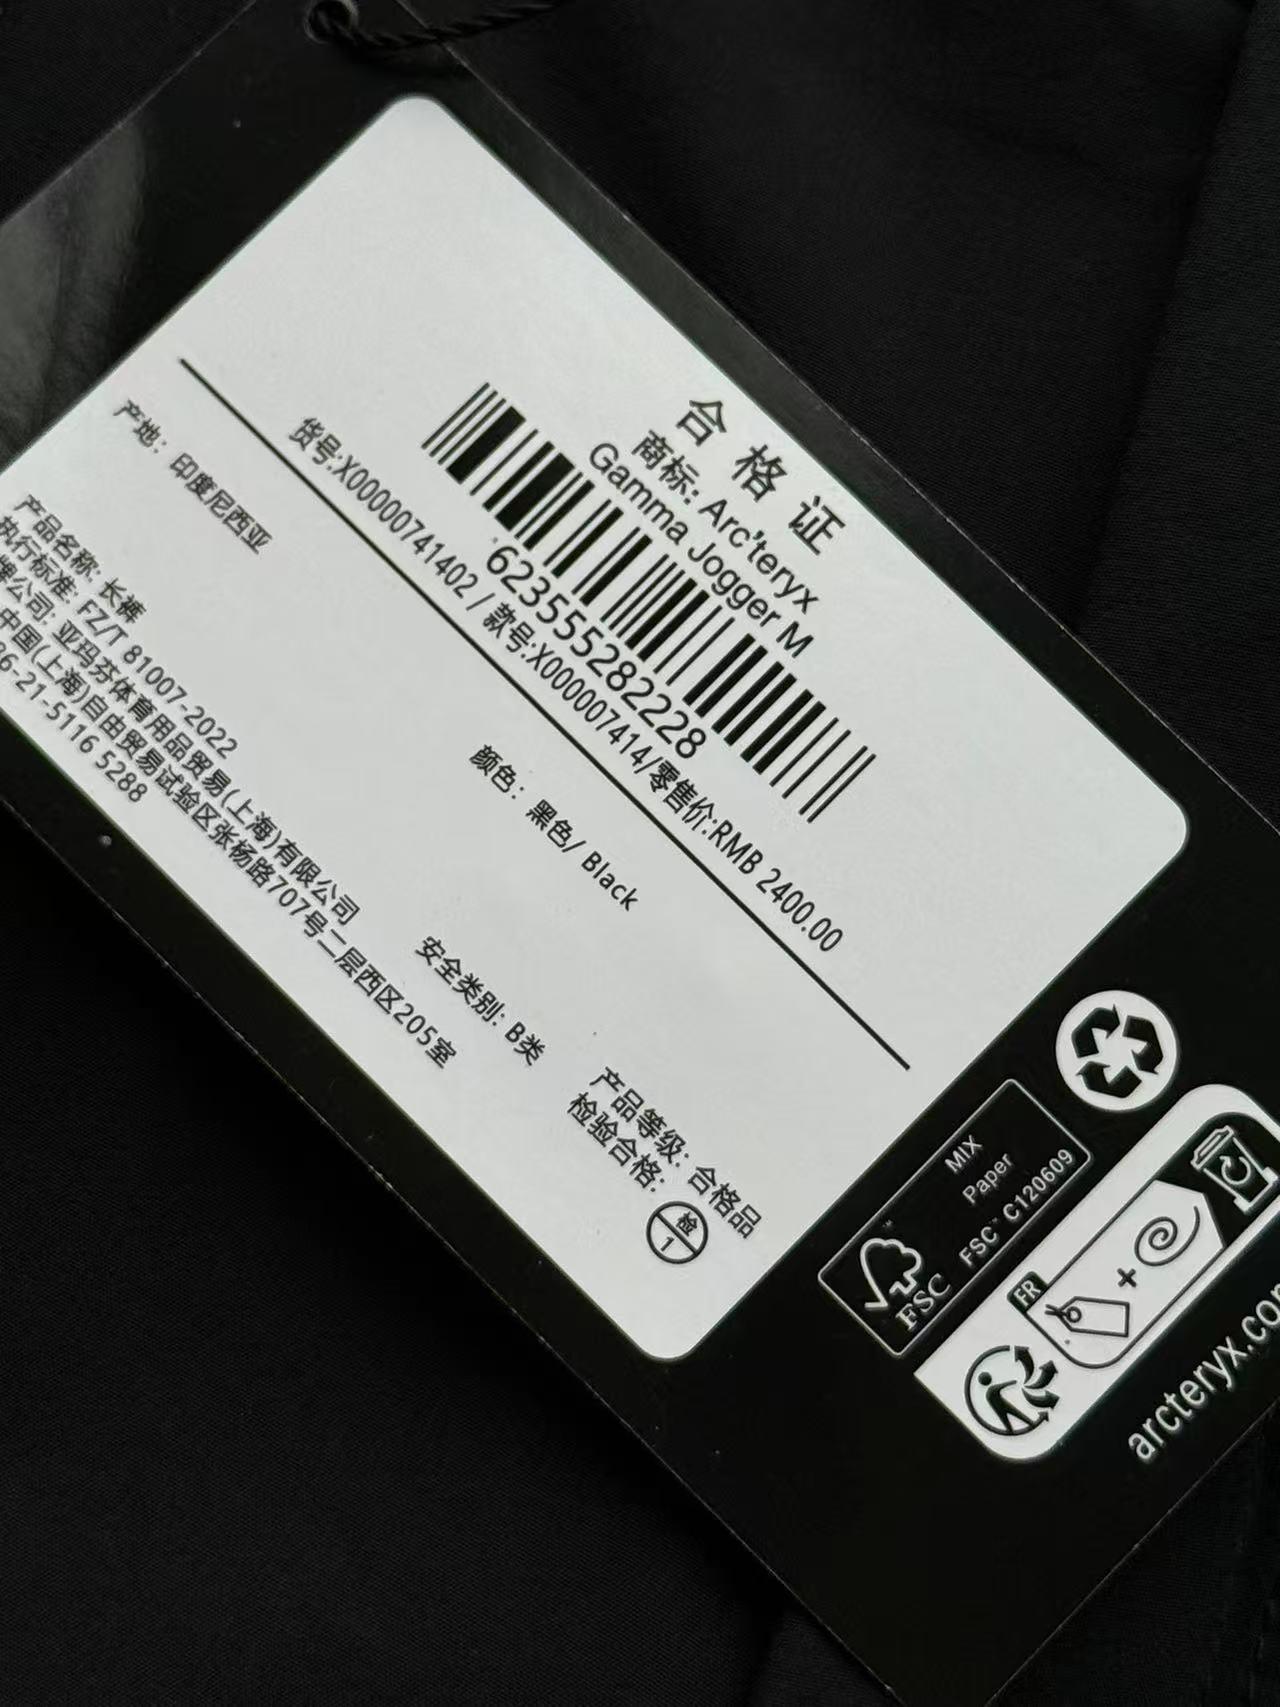 合格证
商标: Arc'teryx
Gamma Jogger M
623555282228
货号:X0000741402 / 款号:X000007414/零售价:RMB 2400.00
产地: 印度尼西亚
颜色: 黑色/ Black
安全类别: B类
产品等级: 合格品
检验合格:
检
1
产品名称: 长裤
执行标准: FZ/T 81007-2022
公司: 亚玛芬体育用品贸易(上海)有限公司
中国(上海)自由贸易试验区张杨路707号二层西区205室
86-21-5116 5288
MIX
Paper
FSC™ C120609
FSC
FR
arcteryx.co